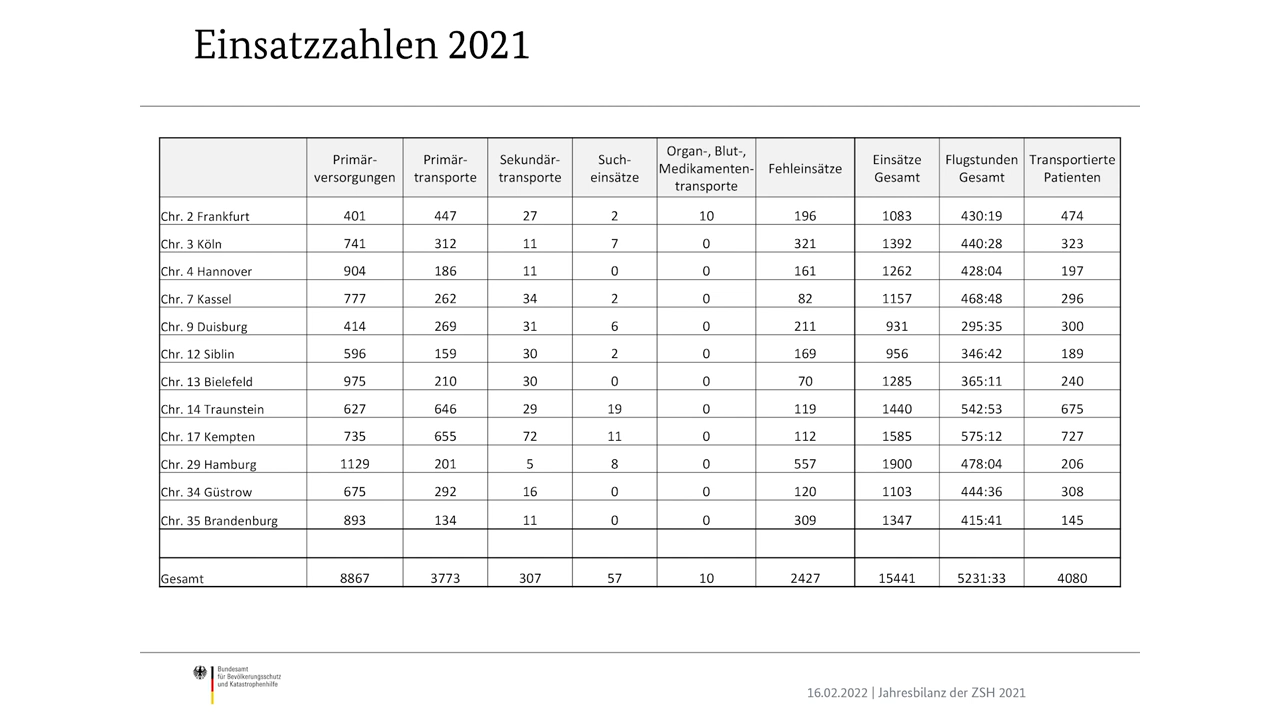 Einsatzzahlen 2021
Primär-
versorgungen
Primär-
transporte
Sekundär-
transporte
Such-
einsätze
Organ-, Blut-,
Medikamenten-
transporte
Fehleinsätze
Einsätze
Gesamt
Flugstunden
Gesamt
Transportierte
Patienten
Chr. 2 Frankfurt 401 447 27 2 10 196 1083 430:19 474
Chr. 3 Köln 741 312 11 7 0 321 1392 440:28 323
Chr. 4 Hannover 904 186 11 0 0 161 1262 428:04 197
Chr. 7 Kassel 777 262 34 2 0 82 1157 468:48 296
Chr. 9 Duisburg 414 269 31 6 0 211 931 295:35 300
Chr. 12 Siblin 596 159 30 2 0 169 956 346:42 189
Chr. 13 Bielefeld 975 210 30 0 0 70 1285 365:11 240
Chr. 14 Traunstein 627 646 29 19 0 119 1440 542:53 675
Chr. 17 Kempten 735 655 72 11 0 112 1585 575:12 727
Chr. 29 Hamburg 1129 201 5 8 0 557 1900 478:04 206
Chr. 34 Güstrow 675 292 16 0 0 120 1103 444:36 308
Chr. 35 Brandenburg 893 134 11 0 0 309 1347 415:41 145
Gesamt 8867 3773 307 57 10 2427 15441 5231:33 4080
Bundesamt
für Bevölkerungsschutz
und Katastrophenhilfe
16.02.2022 | Jahresbilanz der ZSH 2021